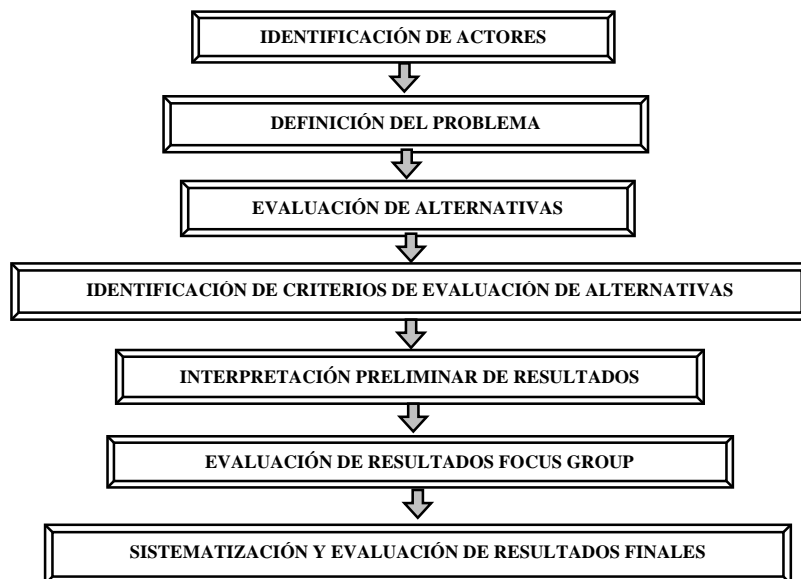 IDENTIFICACIÓN DE ACTORES
DEFINICIÓN DEL PROBLEMA
EVALUACIÓN DE ALTERNATIVAS
IDENTIFICACIÓN DE CRITERIOS DE EVALUACIÓN DE ALTERNATIVAS
INTERPRETACIÓN PRELIMINAR DE RESULTADOS
EVALUACIÓN DE RESULTADOS FOCUS GROUP
SISTEMATIZACIÓN Y EVALUACIÓN DE RESULTADOS FINALES